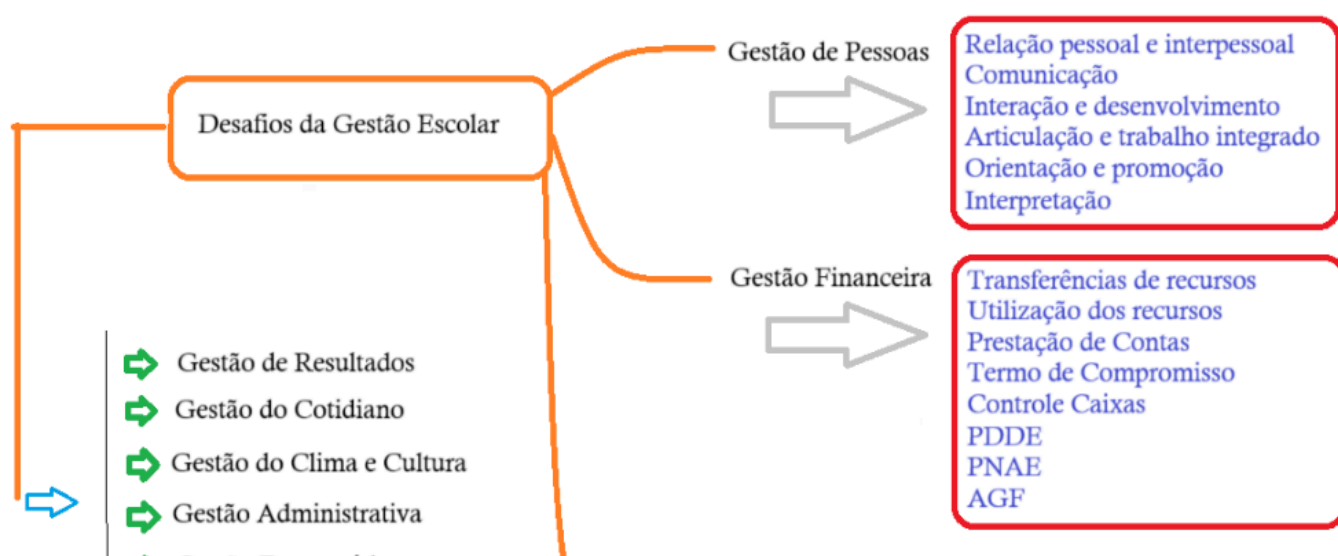 Desafios da Gestão Escolar
Gestão de Pessoas
Relação pessoal e interpessoal
Comunicação
Interação e desenvolvimento
Articulação e trabalho integrado
Orientação e promoção
Interpretação
Gestão Financeira
Transferências de recursos
Utilização dos recursos
Prestação de Contas
Termo de Compromisso
Controle Caixas
PDDE
PNAE
AGF
Gestão de Resultados
Gestão do Cotidiano
Gestão do Clima e Cultura
Gestão Administrativa